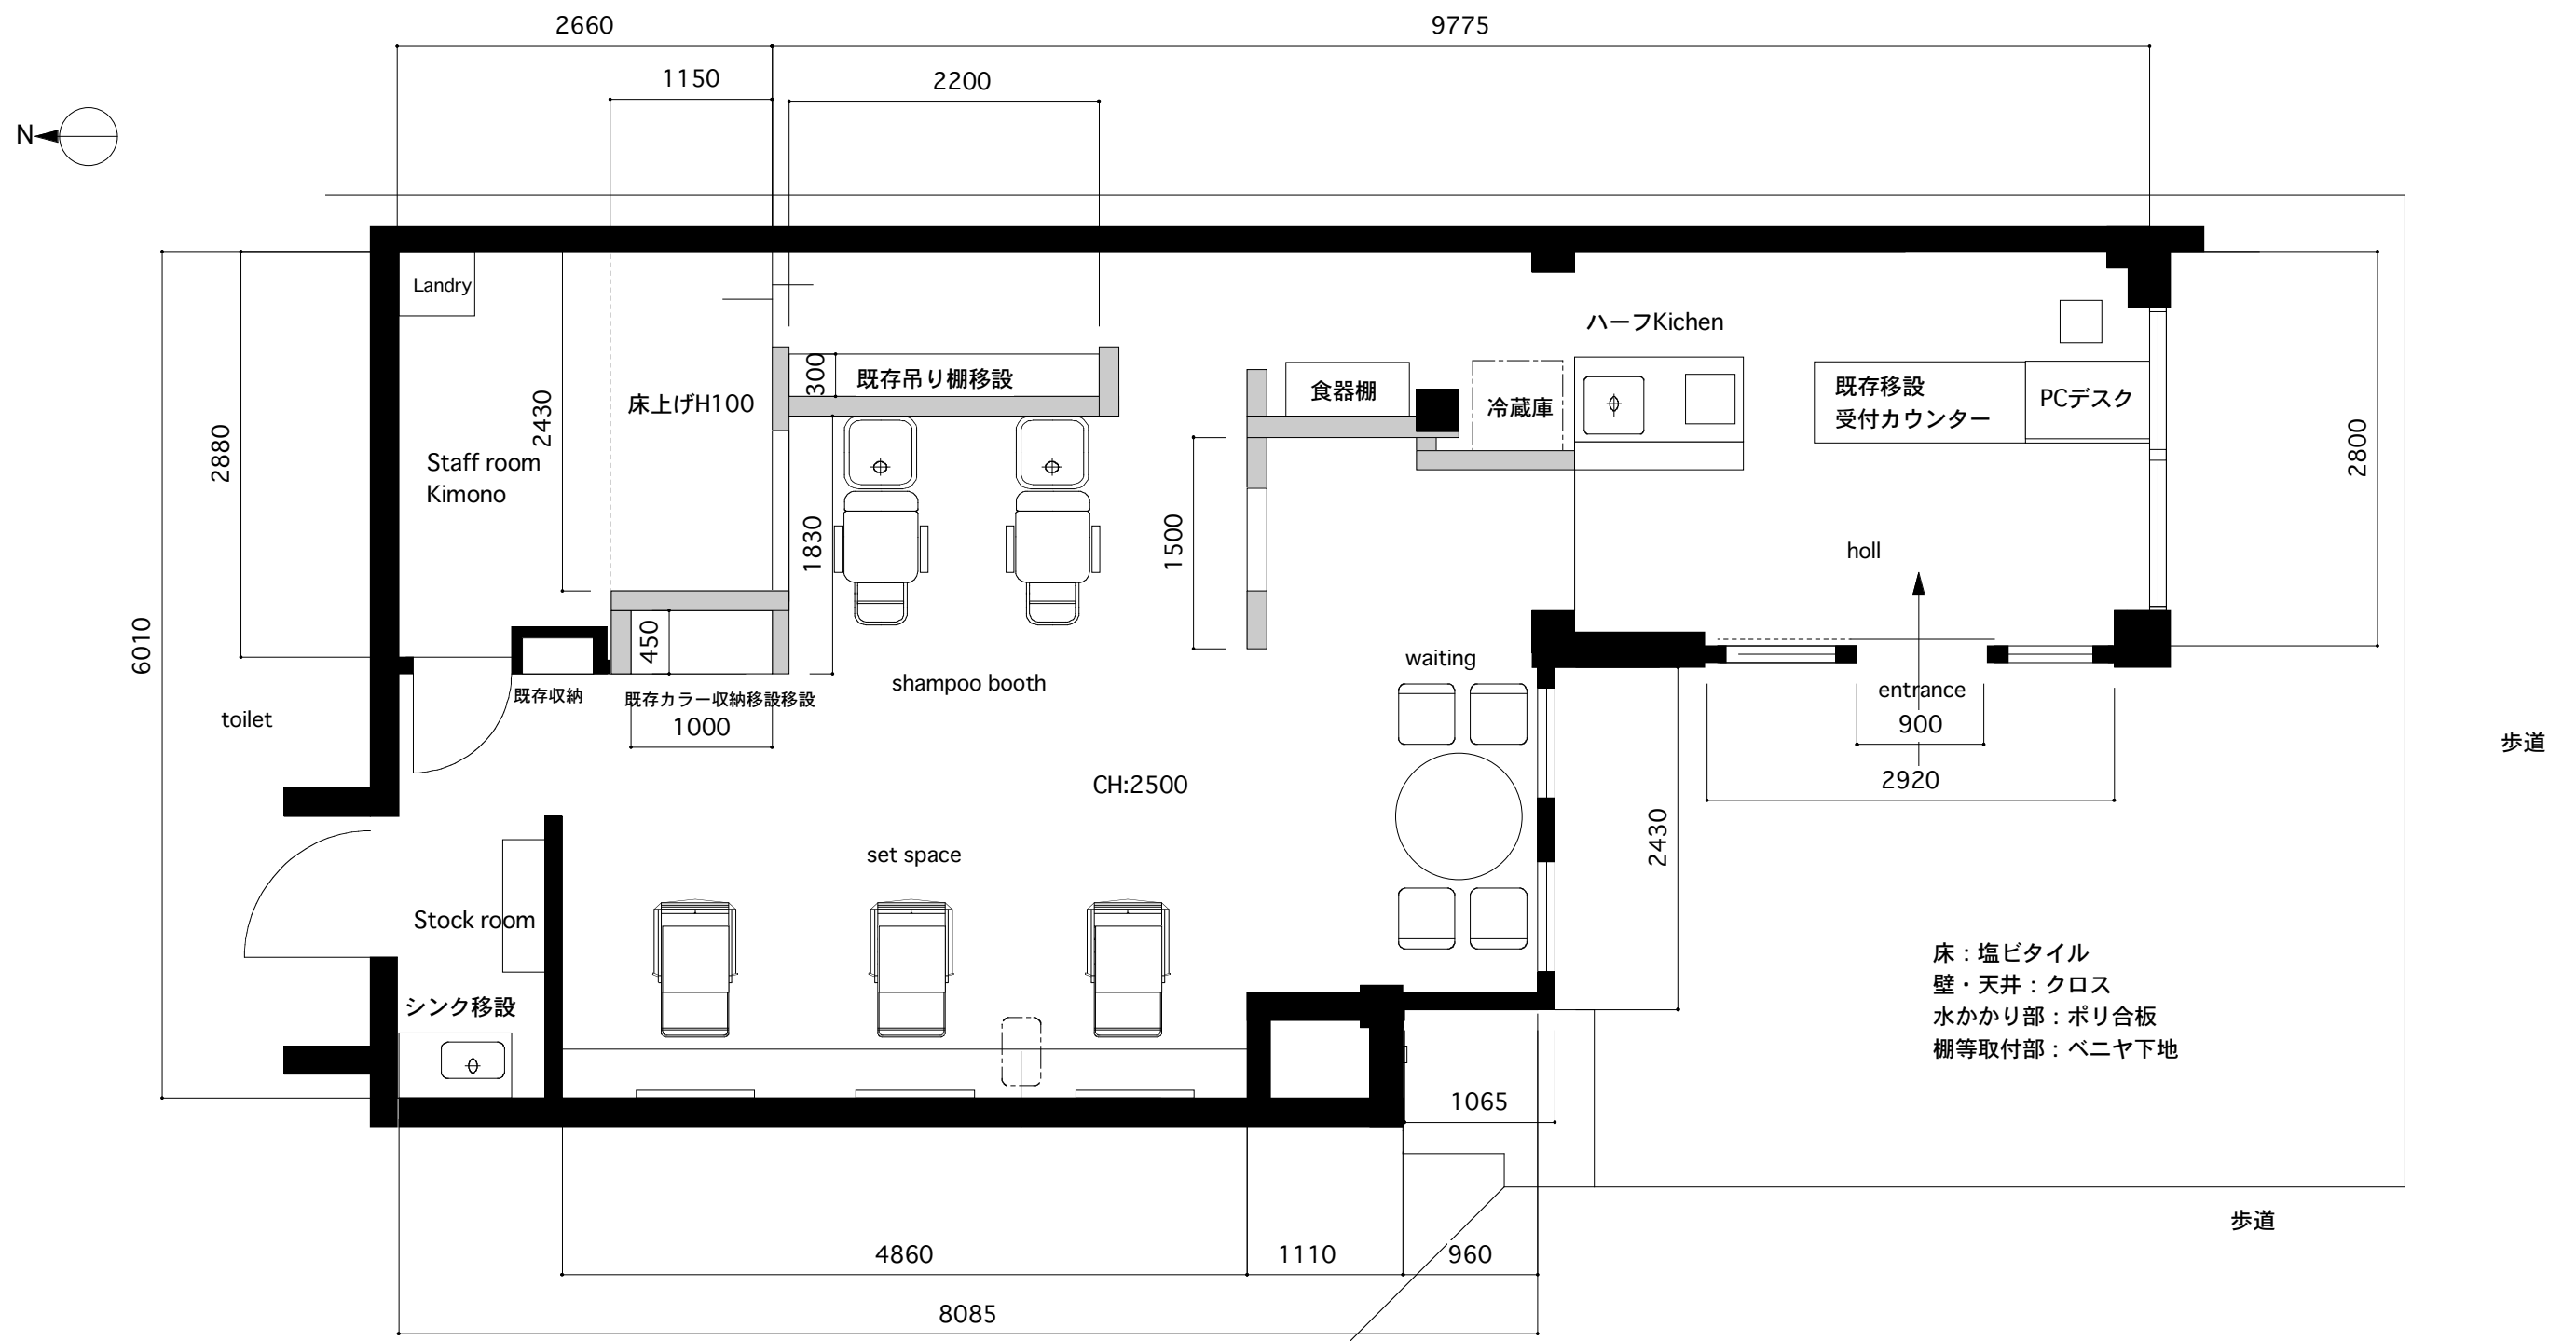 2660
9775
1150
2200
N
Landry
ハーフKichen
300
既存吊り棚移設
床上げH100
2430
食器棚
冷蔵庫
既存移設
受付カウンター
PCデスク
2880
Staff room
Kimono
2800
1830
1500
holl
6010
450
waiting
shampoo booth
entrance
既存収納
既存カラー収納移設移設
toilet
1000
900
歩道
CH:2500
2920
2430
set space
Stock room
床：塩ビタイル
壁・天井：クロス
水かかり部：ポリ合板
棚等取付部：ベニヤ下地
シンク移設
1065
歩道
4860
1110
960
8085